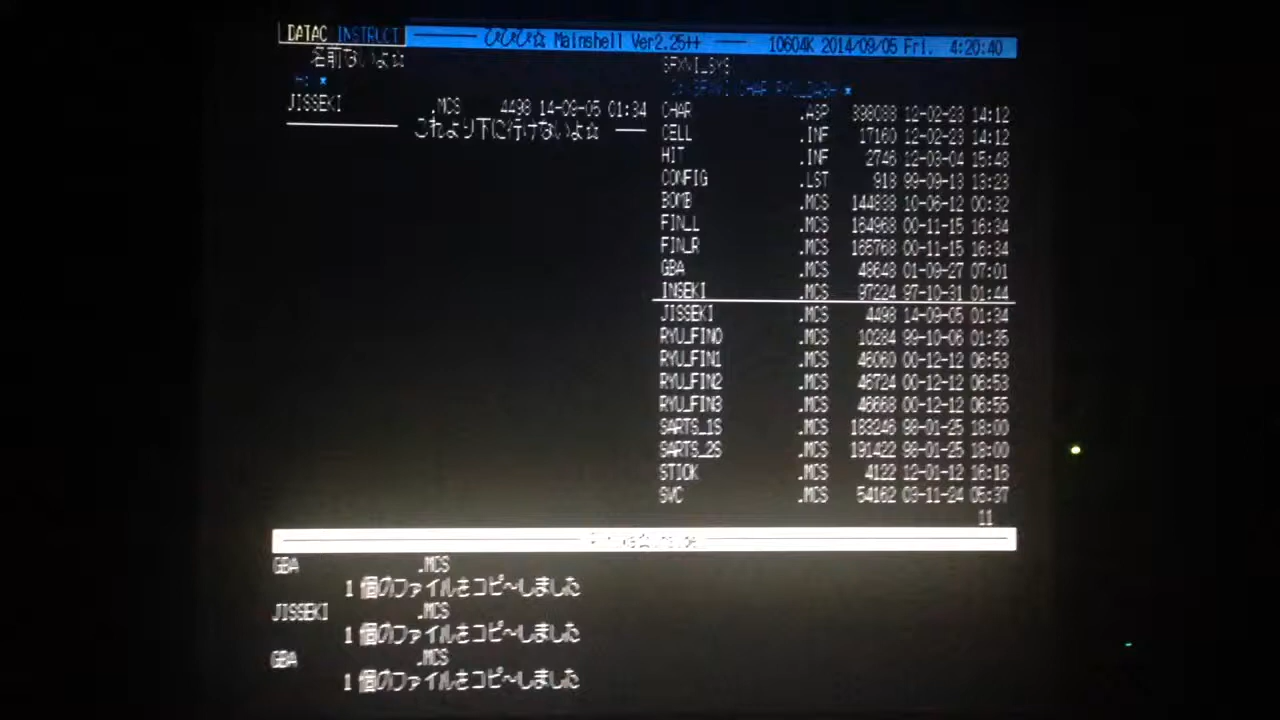 DATAC INSTRUCT ひひひ☆ Mainshell Ver2.25++ 10604K 2014/09/05 Fri. 4:20:40
名前ないよ☆
JISSEKI .MCS 4498 14-09-05 01:34
これより下に行けないよ☆
SFXVI_SYS
CHAR .ASP 398088 12-02-23 14:12
CELL .INF 17160 12-02-23 14:12
HIT .INF 2746 12-03-04 15:48
CONFIG .LST 918 99-09-13 13:23
BOMB .MCS 144838 10-06-12 00:32
FIN_L .MCS 164968 00-11-15 16:34
FIN_R .MCS 165768 00-11-15 16:34
GBA .MCS 49648 01-09-27 07:01
INSEKI .MCS 97224 97-10-31 01:44
JISSEKI .MCS 4498 14-09-05 01:34
RYU_FIN0 .MCS 10284 99-10-06 01:35
RYU_FIN1 .MCS 46060 00-12-12 06:53
RYU_FIN2 .MCS 46724 00-12-12 06:53
RYU_FIN3 .MCS 46668 00-12-12 06:55
SARTS_1S .MCS 183246 98-01-25 18:00
SARTS_2S .MCS 191422 98-01-25 18:00
STICK .MCS 4122 12-01-12 16:16
SVC .MCS 54162 03-11-24 05:37
11
GBA .MCS
1 個のファイルをコピーしました
JISSEKI .MCS
1 個のファイルをコピーしました
GBA .MCS
1 個のファイルをコピーしました